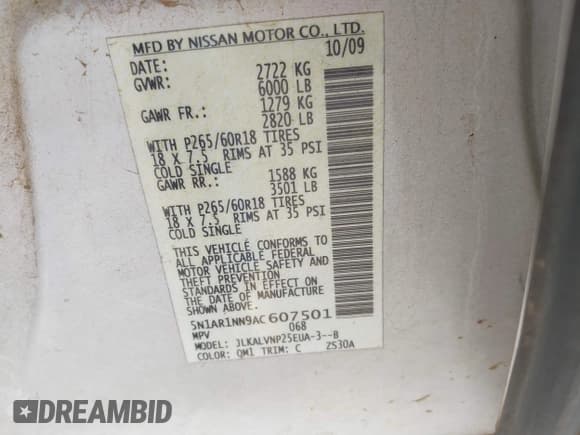 MFD BY NISSAN MOTOR CO., LTD.
DATE: 10/09
GVWR: 2722 KG
6000 LB
GAWR FR.: 1279 KG
2820 LB
WITH P265/60R18 TIRES
18 X 7.5 RIMS AT 35 PSI
COLD SINGLE
GAWR RR.: 1588 KG
3501 LB
WITH P265/60R18 TIRES
18 X 7.5 RIMS AT 35 PSI
COLD SINGLE
THIS VEHICLE CONFORMS TO
ALL APPLICABLE FEDERAL
MOTOR VEHICLE SAFETY, AND
THEFT PREVENTION
STANDARDS IN EFFECT ON
THE DATE OF MANUFACTURE
SHOWN ABOVE.
5N1AR1NN9AC607501
MPV 068
MODEL: JLKALVNP25EUA-3--B
COLOR: QM1 TRIM: C 2530A
DREAMBID